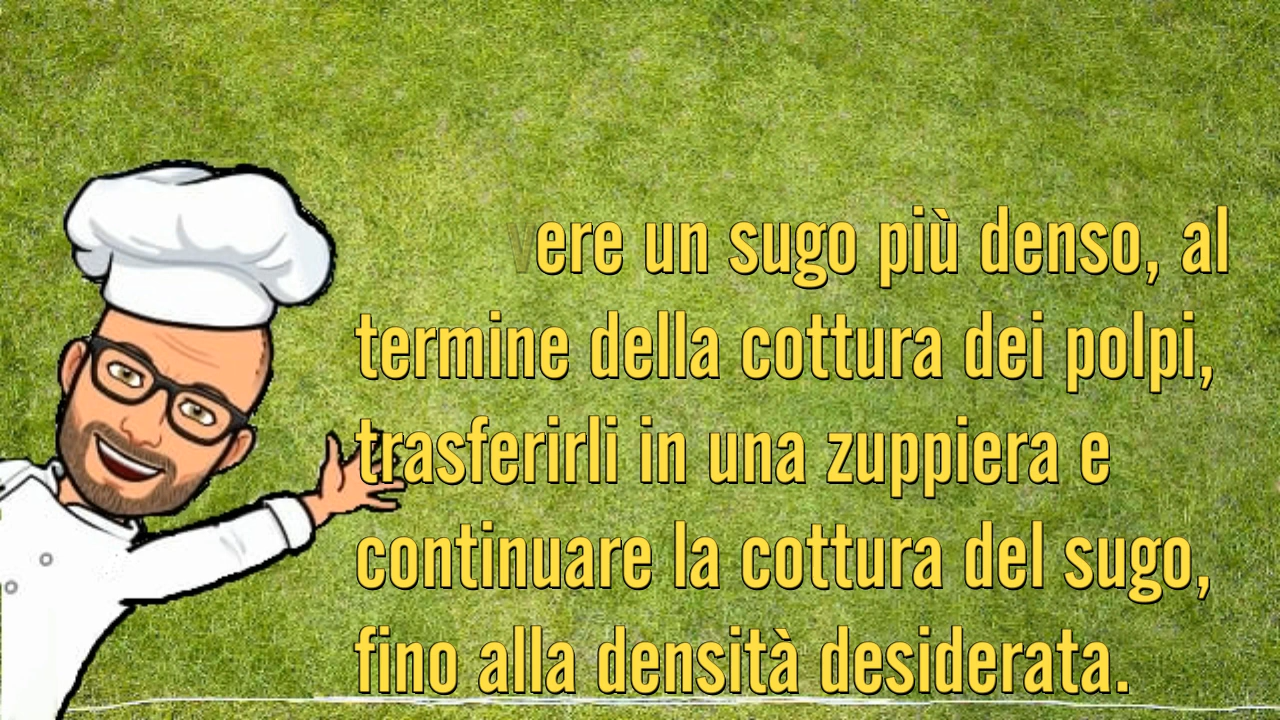 vere un sugo più denso, al
termine della cottura dei polpi,
trasferirli in una zuppiera e
continuare la cottura del sugo,
fino alla densità desiderata.